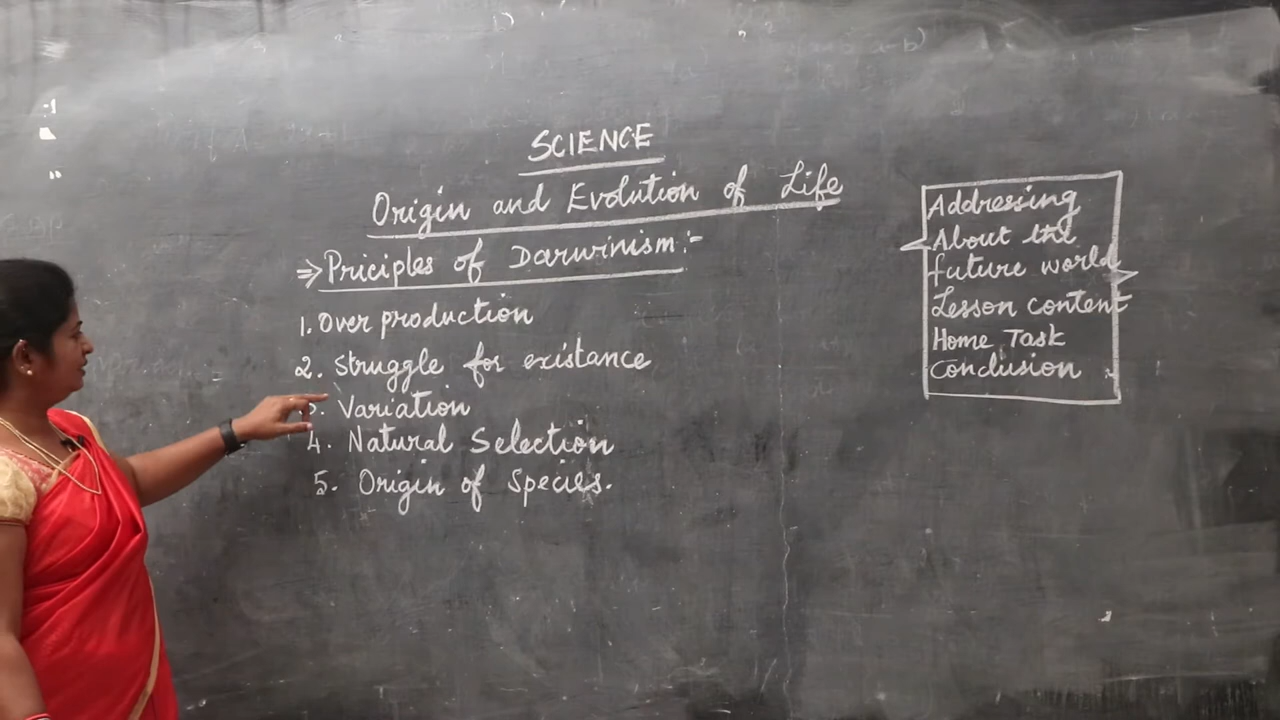 SCIENCE
Origin and Evolution of Life
⇒ Priciples of Darwinism:-
1. Over production
2. Struggle for existance
3. Variation
4. Natural Selection
5. Origin of Species.
Addressing
About the
future world
Lesson content
Home Task
Conclusion